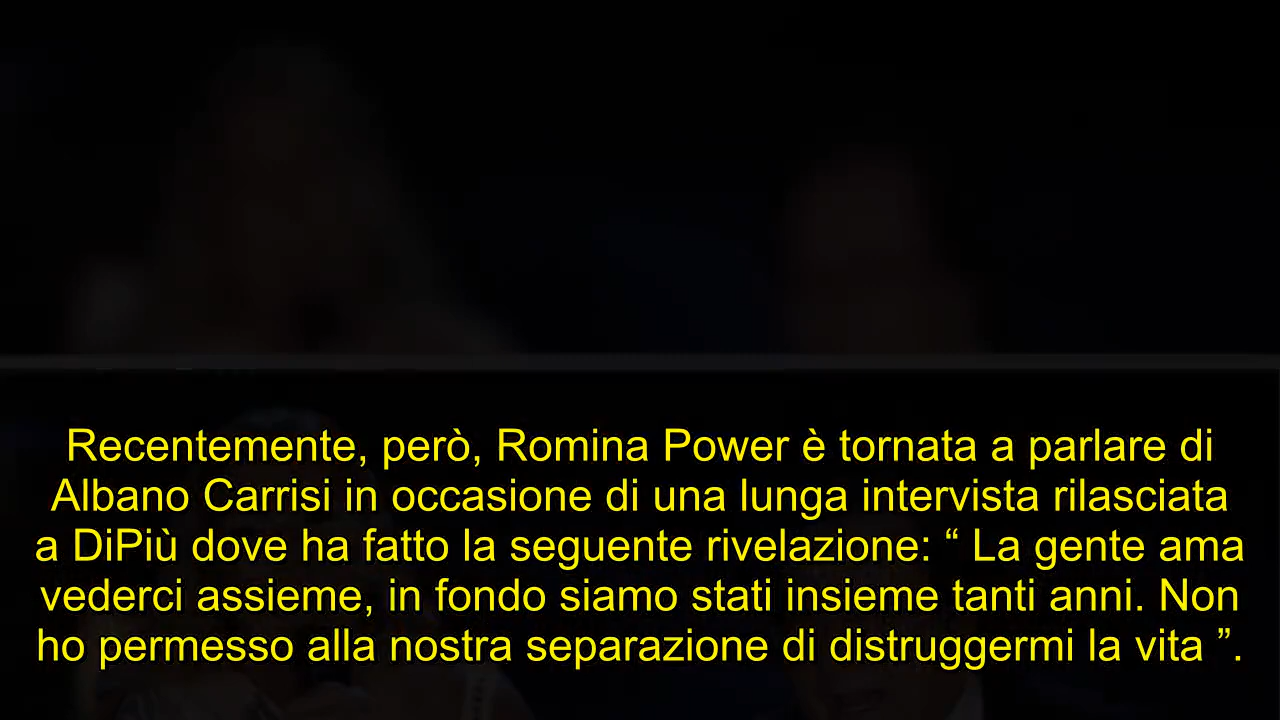 Recentemente, però, Romina Power è tornata a parlare di
Albano Carrisi in occasione di una lunga intervista rilasciata
a DiPiù dove ha fatto la seguente rivelazione: “ La gente ama
vederci assieme, in fondo siamo stati insieme tanti anni. Non
ho permesso alla nostra separazione di distruggermi la vita ”.